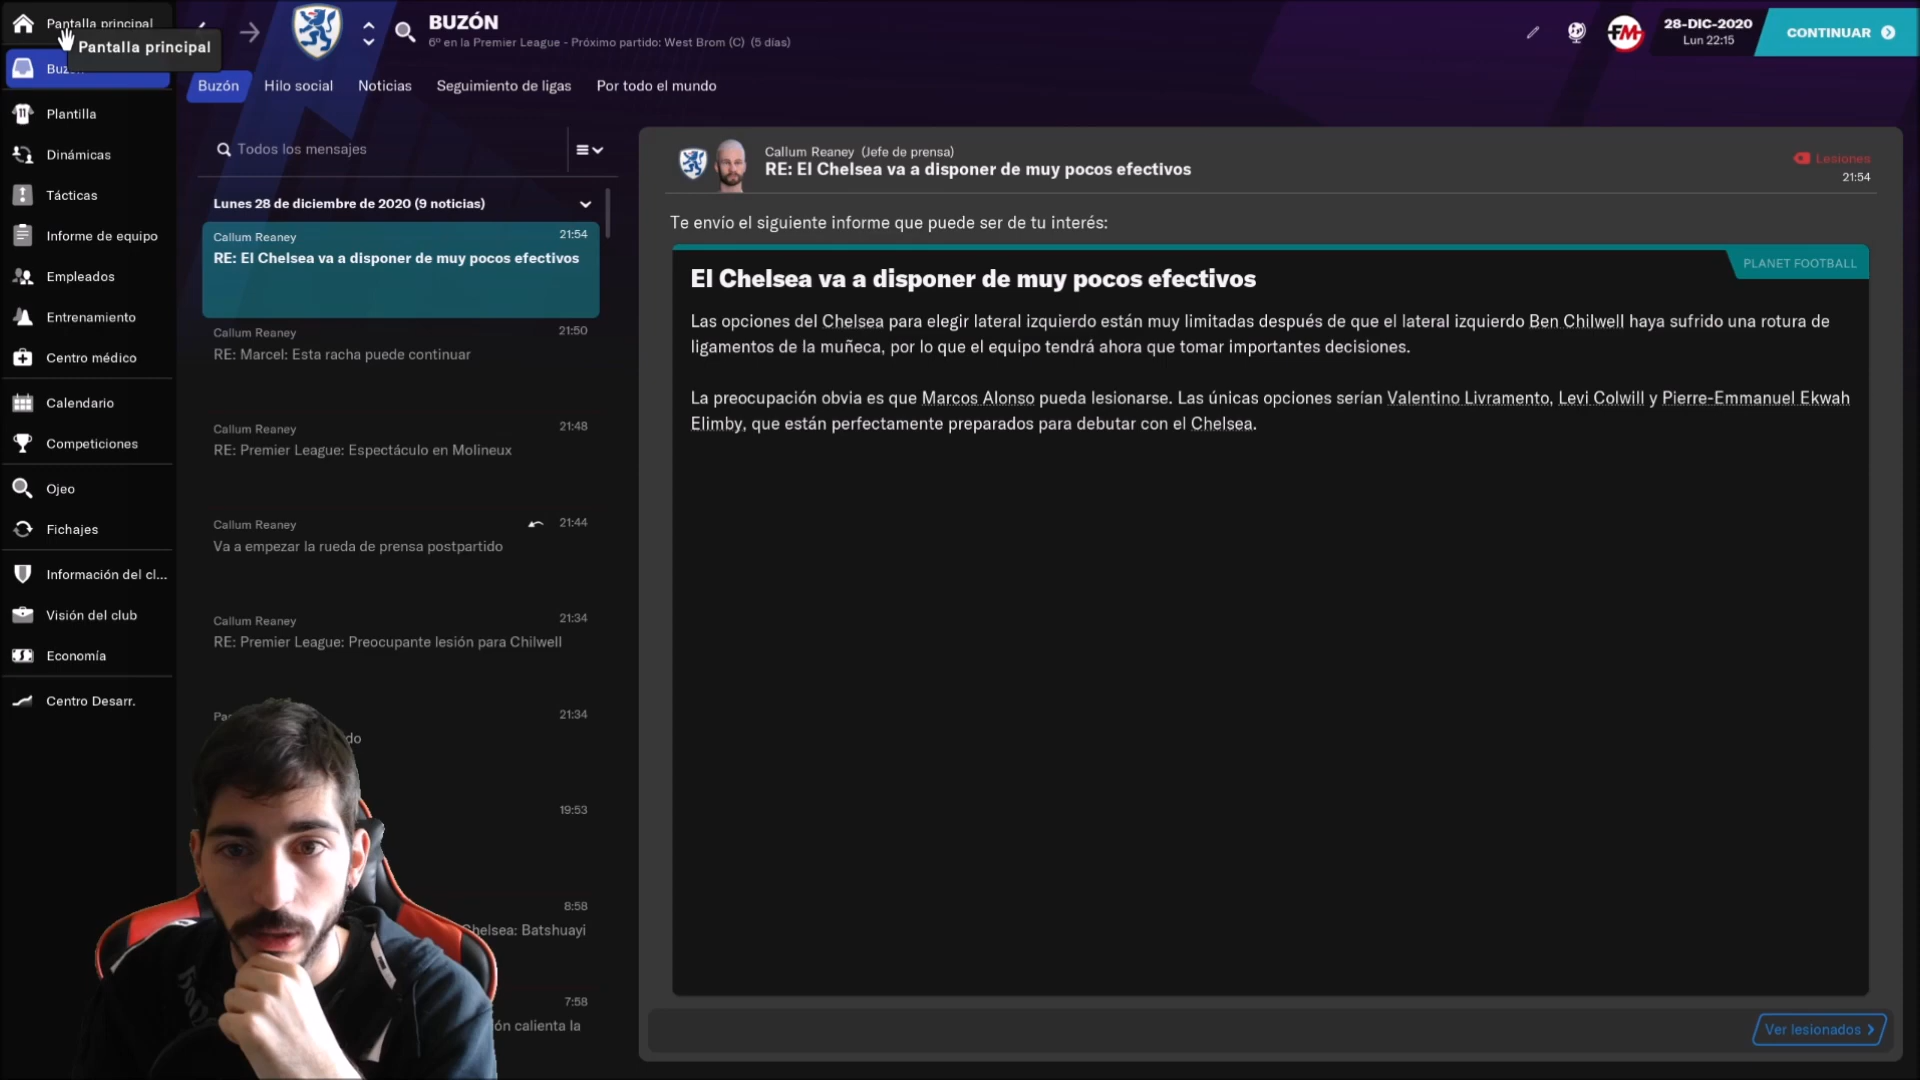 Pantalla principal
Pantalla principal
Plantilla
Dinámicas
Tácticas
Informe de equipo
Empleados
Entrenamiento
Centro médico
Calendario
Competiciones
Ojeo
Fichajes
Información del cl...
Visión del club
Economía
Centro Desarr.
BUZÓN
6º en la Premier League - Próximo partido: West Brom (C) (5 días)
FM
28-DIC-2020
Lun 22:15
CONTINUAR
Buzón
Hilo social
Noticias
Seguimiento de ligas
Por todo el mundo
Todos los mensajes
Lunes 28 de diciembre de 2020 (9 noticias)
Callum Reaney 21:54
RE: El Chelsea va a disponer de muy pocos efectivos
Callum Reaney 21:50
RE: Marcel: Esta racha puede continuar
Callum Reaney 21:48
RE: Premier League: Espectáculo en Molineux
Callum Reaney 21:44
Va a empezar la rueda de prensa postpartido
Callum Reaney 21:34
RE: Premier League: Preocupante lesión para Chilwell
21:34
19:53
8:58
Chelsea: Batshuayi
7:58
calienta la
Callum Reaney (Jefe de prensa)
RE: El Chelsea va a disponer de muy pocos efectivos
Lesiones
21:54
Te envío el siguiente informe que puede ser de tu interés:
PLANET FOOTBALL
El Chelsea va a disponer de muy pocos efectivos
Las opciones del Chelsea para elegir lateral izquierdo están muy limitadas después de que el lateral izquierdo Ben Chilwell haya sufrido una rotura de
ligamentos de la muñeca, por lo que el equipo tendrá ahora que tomar importantes decisiones.
La preocupación obvia es que Marcos Alonso pueda lesionarse. Las únicas opciones serían Valentino Livramento, Levi Colwill y Pierre-Emmanuel Ekwah
Elimby, que están perfectamente preparados para debutar con el Chelsea.
Ver lesionados